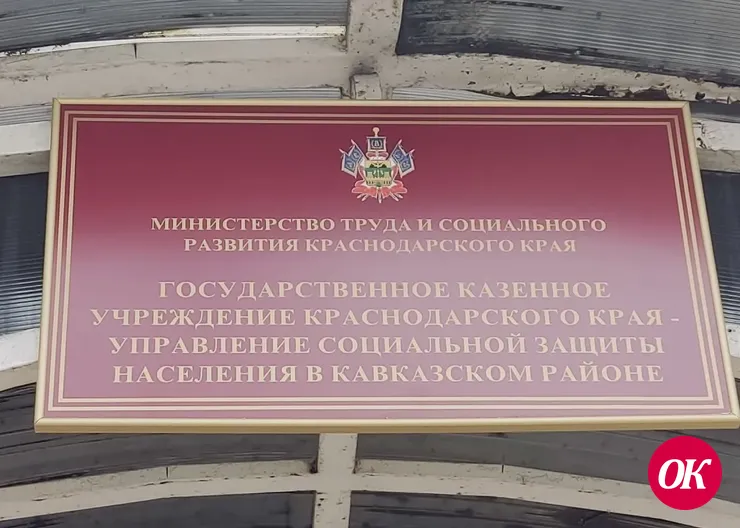 МИНИСТЕРСТВО ТРУДА И СОЦИАЛЬНОГО
РАЗВИТИЯ КРАСНОДАРСКОГО КРАЯ
ГОСУДАРСТВЕННОЕ КАЗЕННОЕ
УЧРЕЖДЕНИЕ КРАСНОДАРСКОГО КРАЯ -
УПРАВЛЕНИЕ СОЦИАЛЬНОЙ ЗАЩИТЫ
НАСЕЛЕНИЯ В КАВКАЗСКОМ РАЙОНЕ
ОК